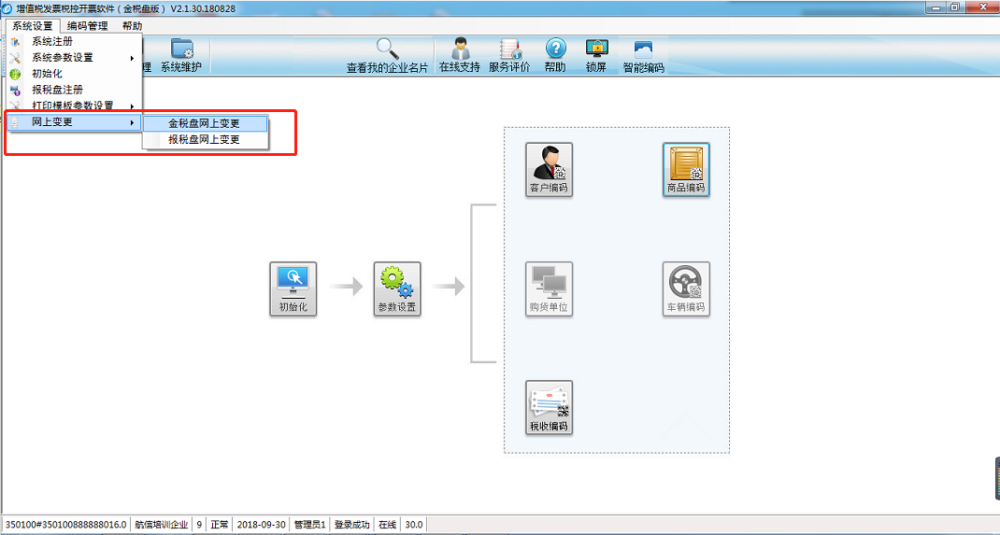 增值税发票税控开票软件（金税盘版）V2.1.30.180828
系统设置 编码管理 帮助
系统注册
系统参数设置
初始化
报税盘注册
打印模板参数设置
网上变更
金税盘网上变更
报税盘网上变更
理 系统维护 查看我的企业名片 在线支持 服务评价 帮助 锁屏 智能编码
客户编码 商品编码
初始化 参数设置 购货单位 车辆编码
税收编码
350100#350100888888016.0 航信培训企业 9 正常 2018-09-30 管理员1 登录成功 在线 30.0